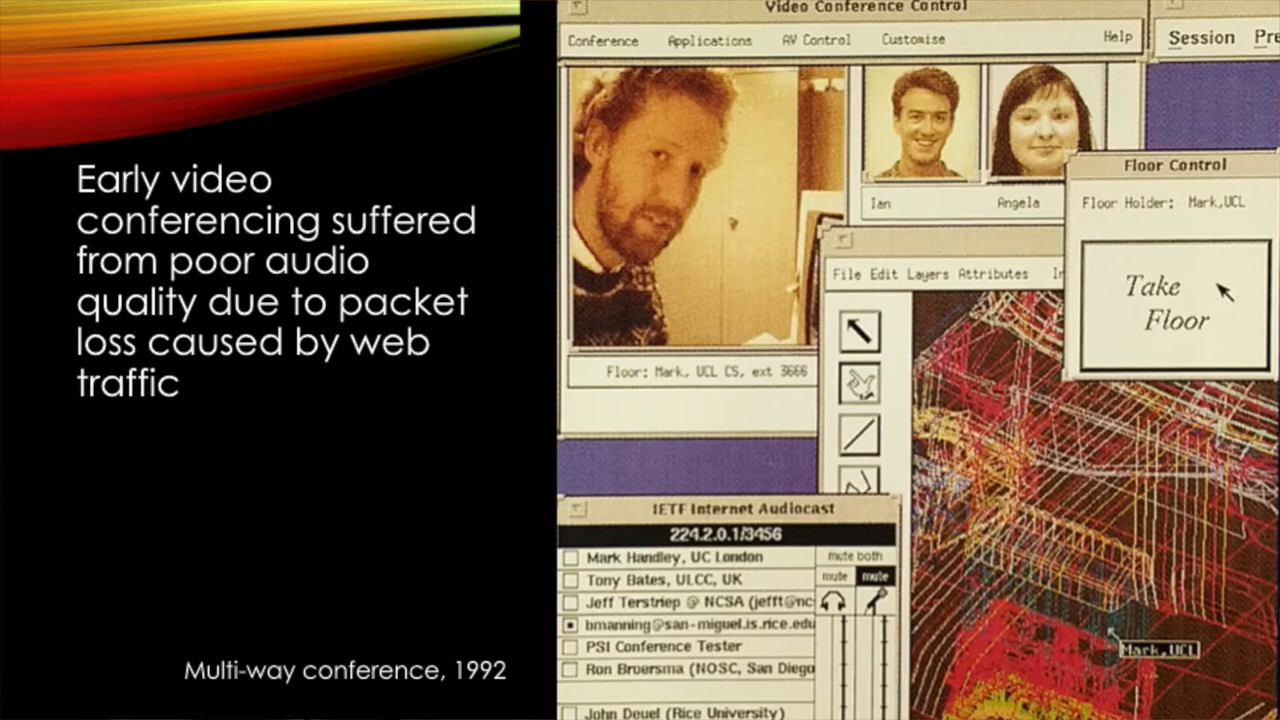 Early video
conferencing suffered
from poor audio
quality due to packet
loss caused by web
traffic
Multi-way conference, 1992
Video Conference Control
Conference Applications AV Control Customise Help
Session
Ian Angela
Floor: Mark, UCL CS, ext 3666
Floor Control
Floor Holder: Mark,UCL
Take
Floor
File Edit Layers Attributes
Mark,UCL
IETF Internet Audiocast
224.2.0.1/3456
Mark Handley, UC London
Tony Bates, ULCC, UK
Jeff Terstriep @ NCSA (jefft@nc
bmanning@san-miguel.is.rice.edu
PSI Conference Tester
Ron Broersma (NOSC, San Diego
John Deuel (Rice University)
mute both
mute mute